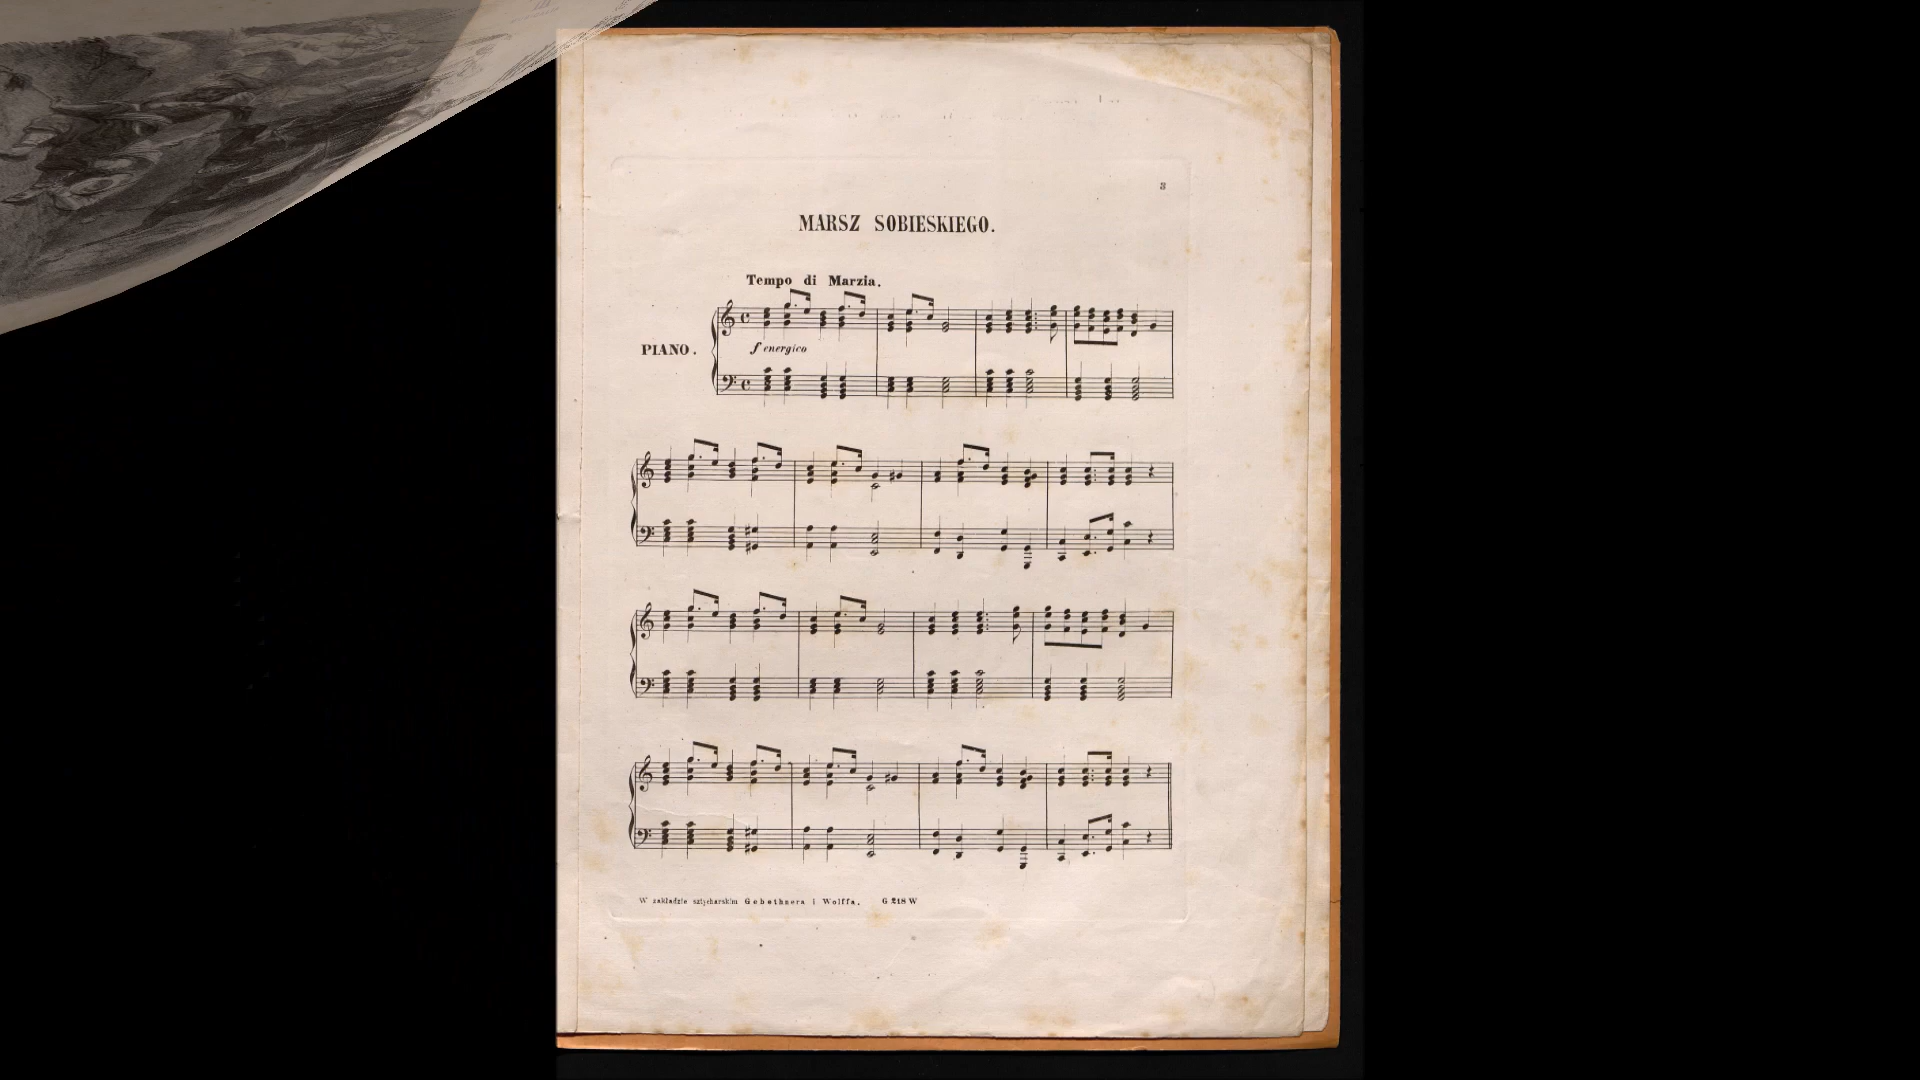 3
MARSZ SOBIESKIEGO.
Tempo di Marzia.
PIANO.
f energico
W zakładzie sztycharskim Gebethnera i Wolffa. G 218 W